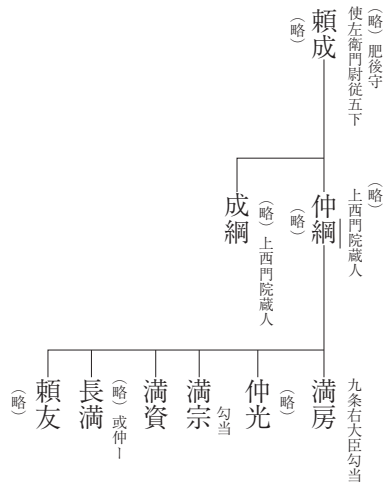 （略）肥後守
使左衛門尉従五下
頼成
（略）
（略）
上西門院蔵人
仲綱
（略）
（略）上西門院蔵人
成綱
九条右大臣勾当
満房
（略）
仲光
勾当
満宗
満資
（略）或仲ー
長満
頼友
（略）